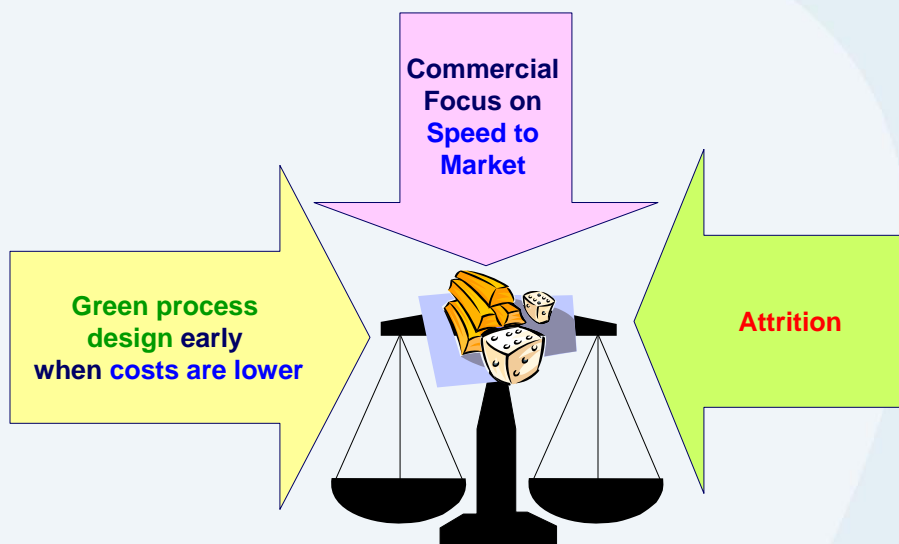 Commercial
Focus on
Speed to
Market
Green process
design early
when costs are lower
Attrition